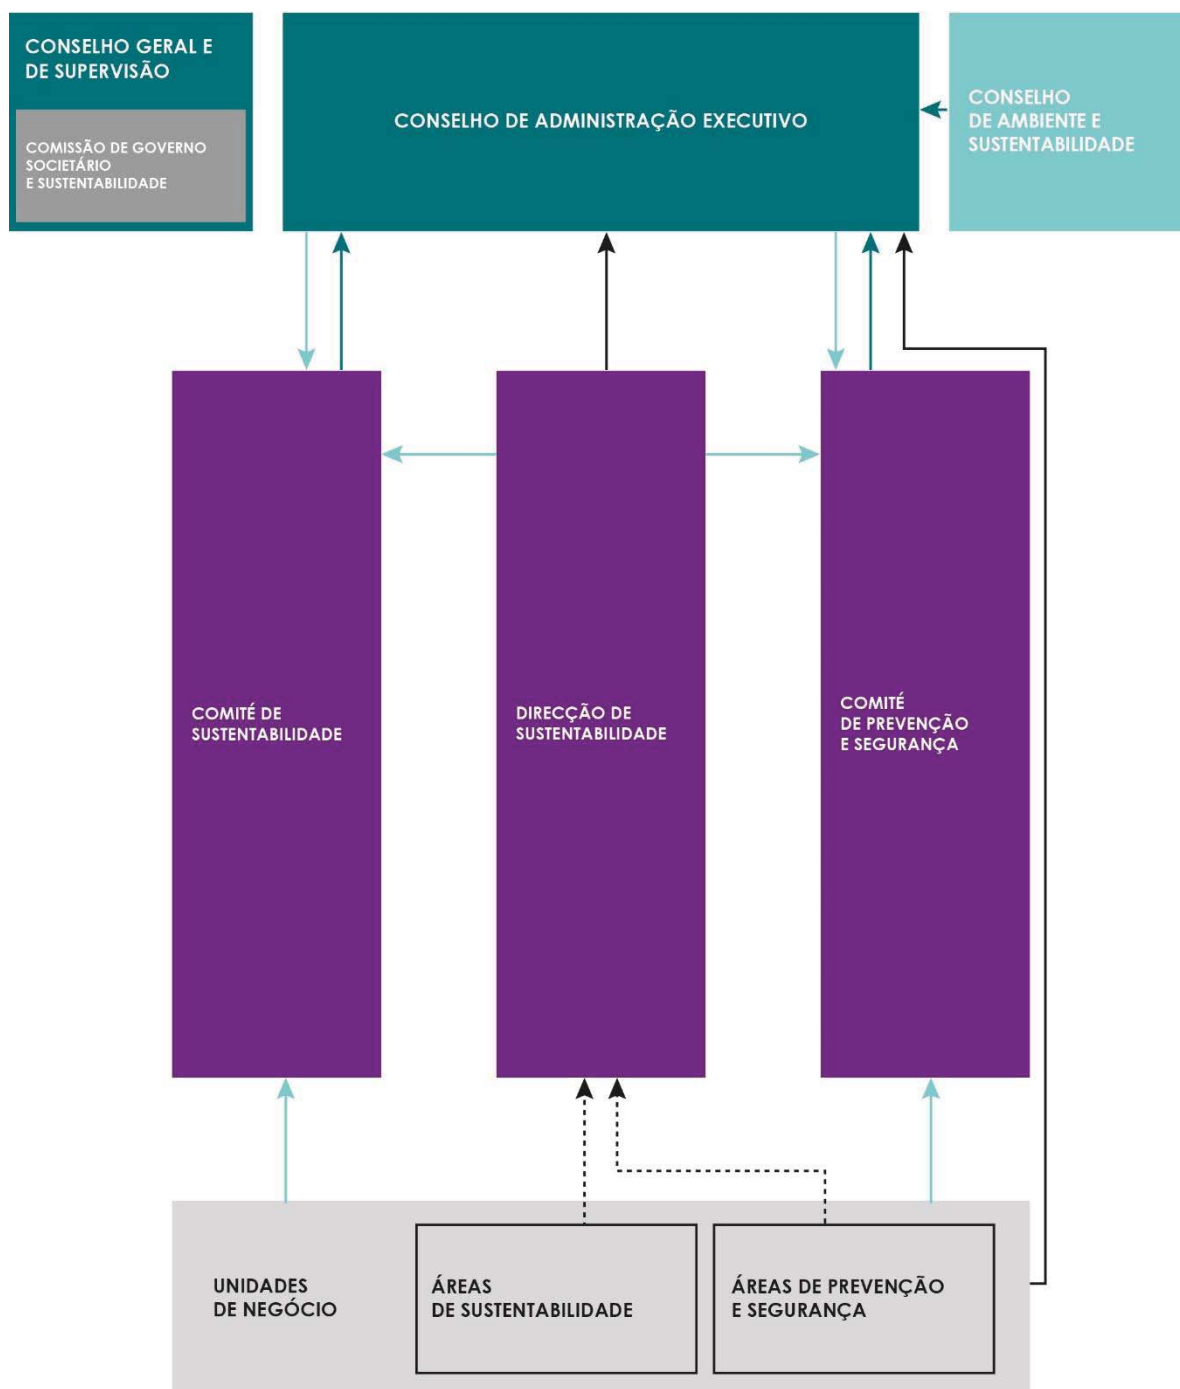 CONSELHO GERAL E
DE SUPERVISÃO
COMISSÃO DE GOVERNO
SOCIETÁRIO
E SUSTENTABILIDADE
CONSELHO DE ADMINISTRAÇÃO EXECUTIVO
CONSELHO
DE AMBIENTE E
SUSTENTABILIDADE
COMITÉ DE
SUSTENTABILIDADE
DIRECÇÃO DE
SUSTENTABILIDADE
COMITÉ
DE PREVENÇÃO
E SEGURANÇA
UNIDADES
DE NEGÓCIO
ÁREAS
DE SUSTENTABILIDADE
ÁREAS DE PREVENÇÃO
E SEGURANÇA